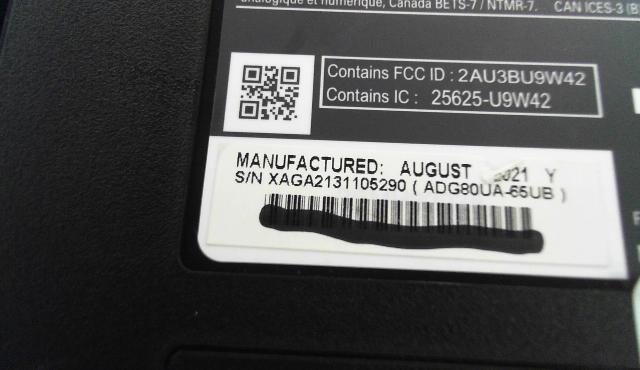 analogique et numérique, Canada BETS-7 / NTMR-7. CAN ICES-3 (B
Contains FCC ID : 2AU3BU9W42
Contains IC : 25625-U9W42
MANUFACTURED: AUGUST 2021 Y
S/N XAGA2131105290 ( ADG80UA-65UB )